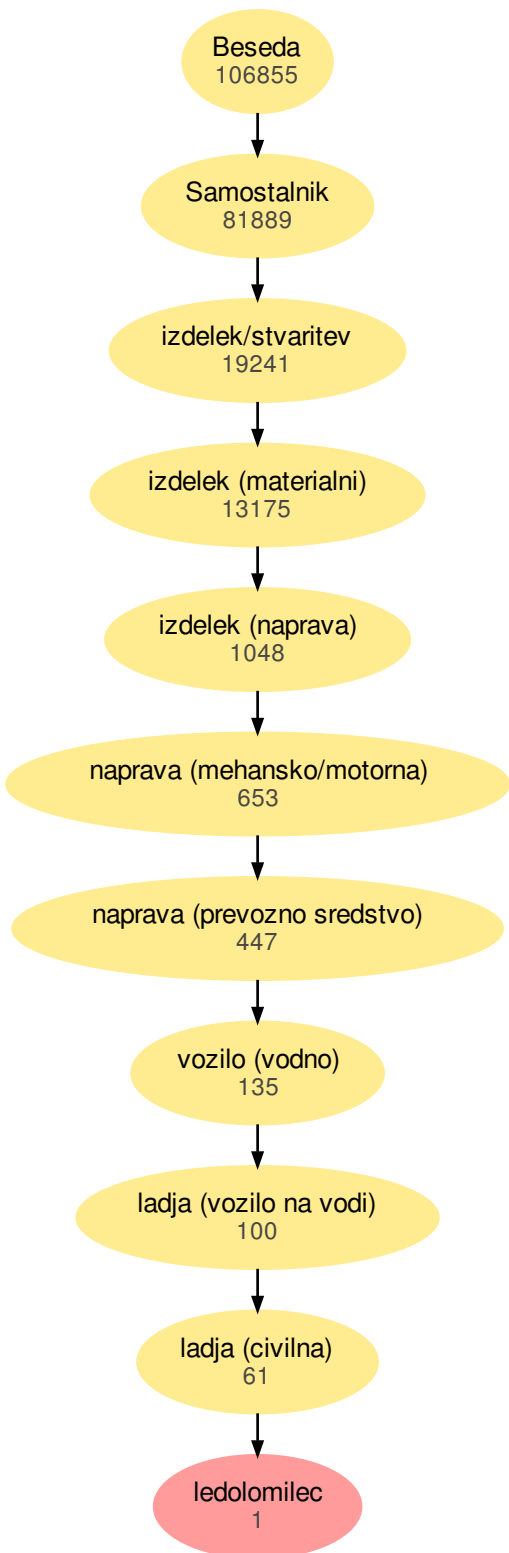 Beseda
106855
Samostalnik
81889
izdelek/stvaritev
19241
izdelek (materialni)
13175
izdelek (naprava)
1048
naprava (mehansko/motorna)
653
naprava (prevozno sredstvo)
447
vozilo (vodno)
135
ladja (vozilo na vodi)
100
ladja (civilna)
61
ledolomilec
1